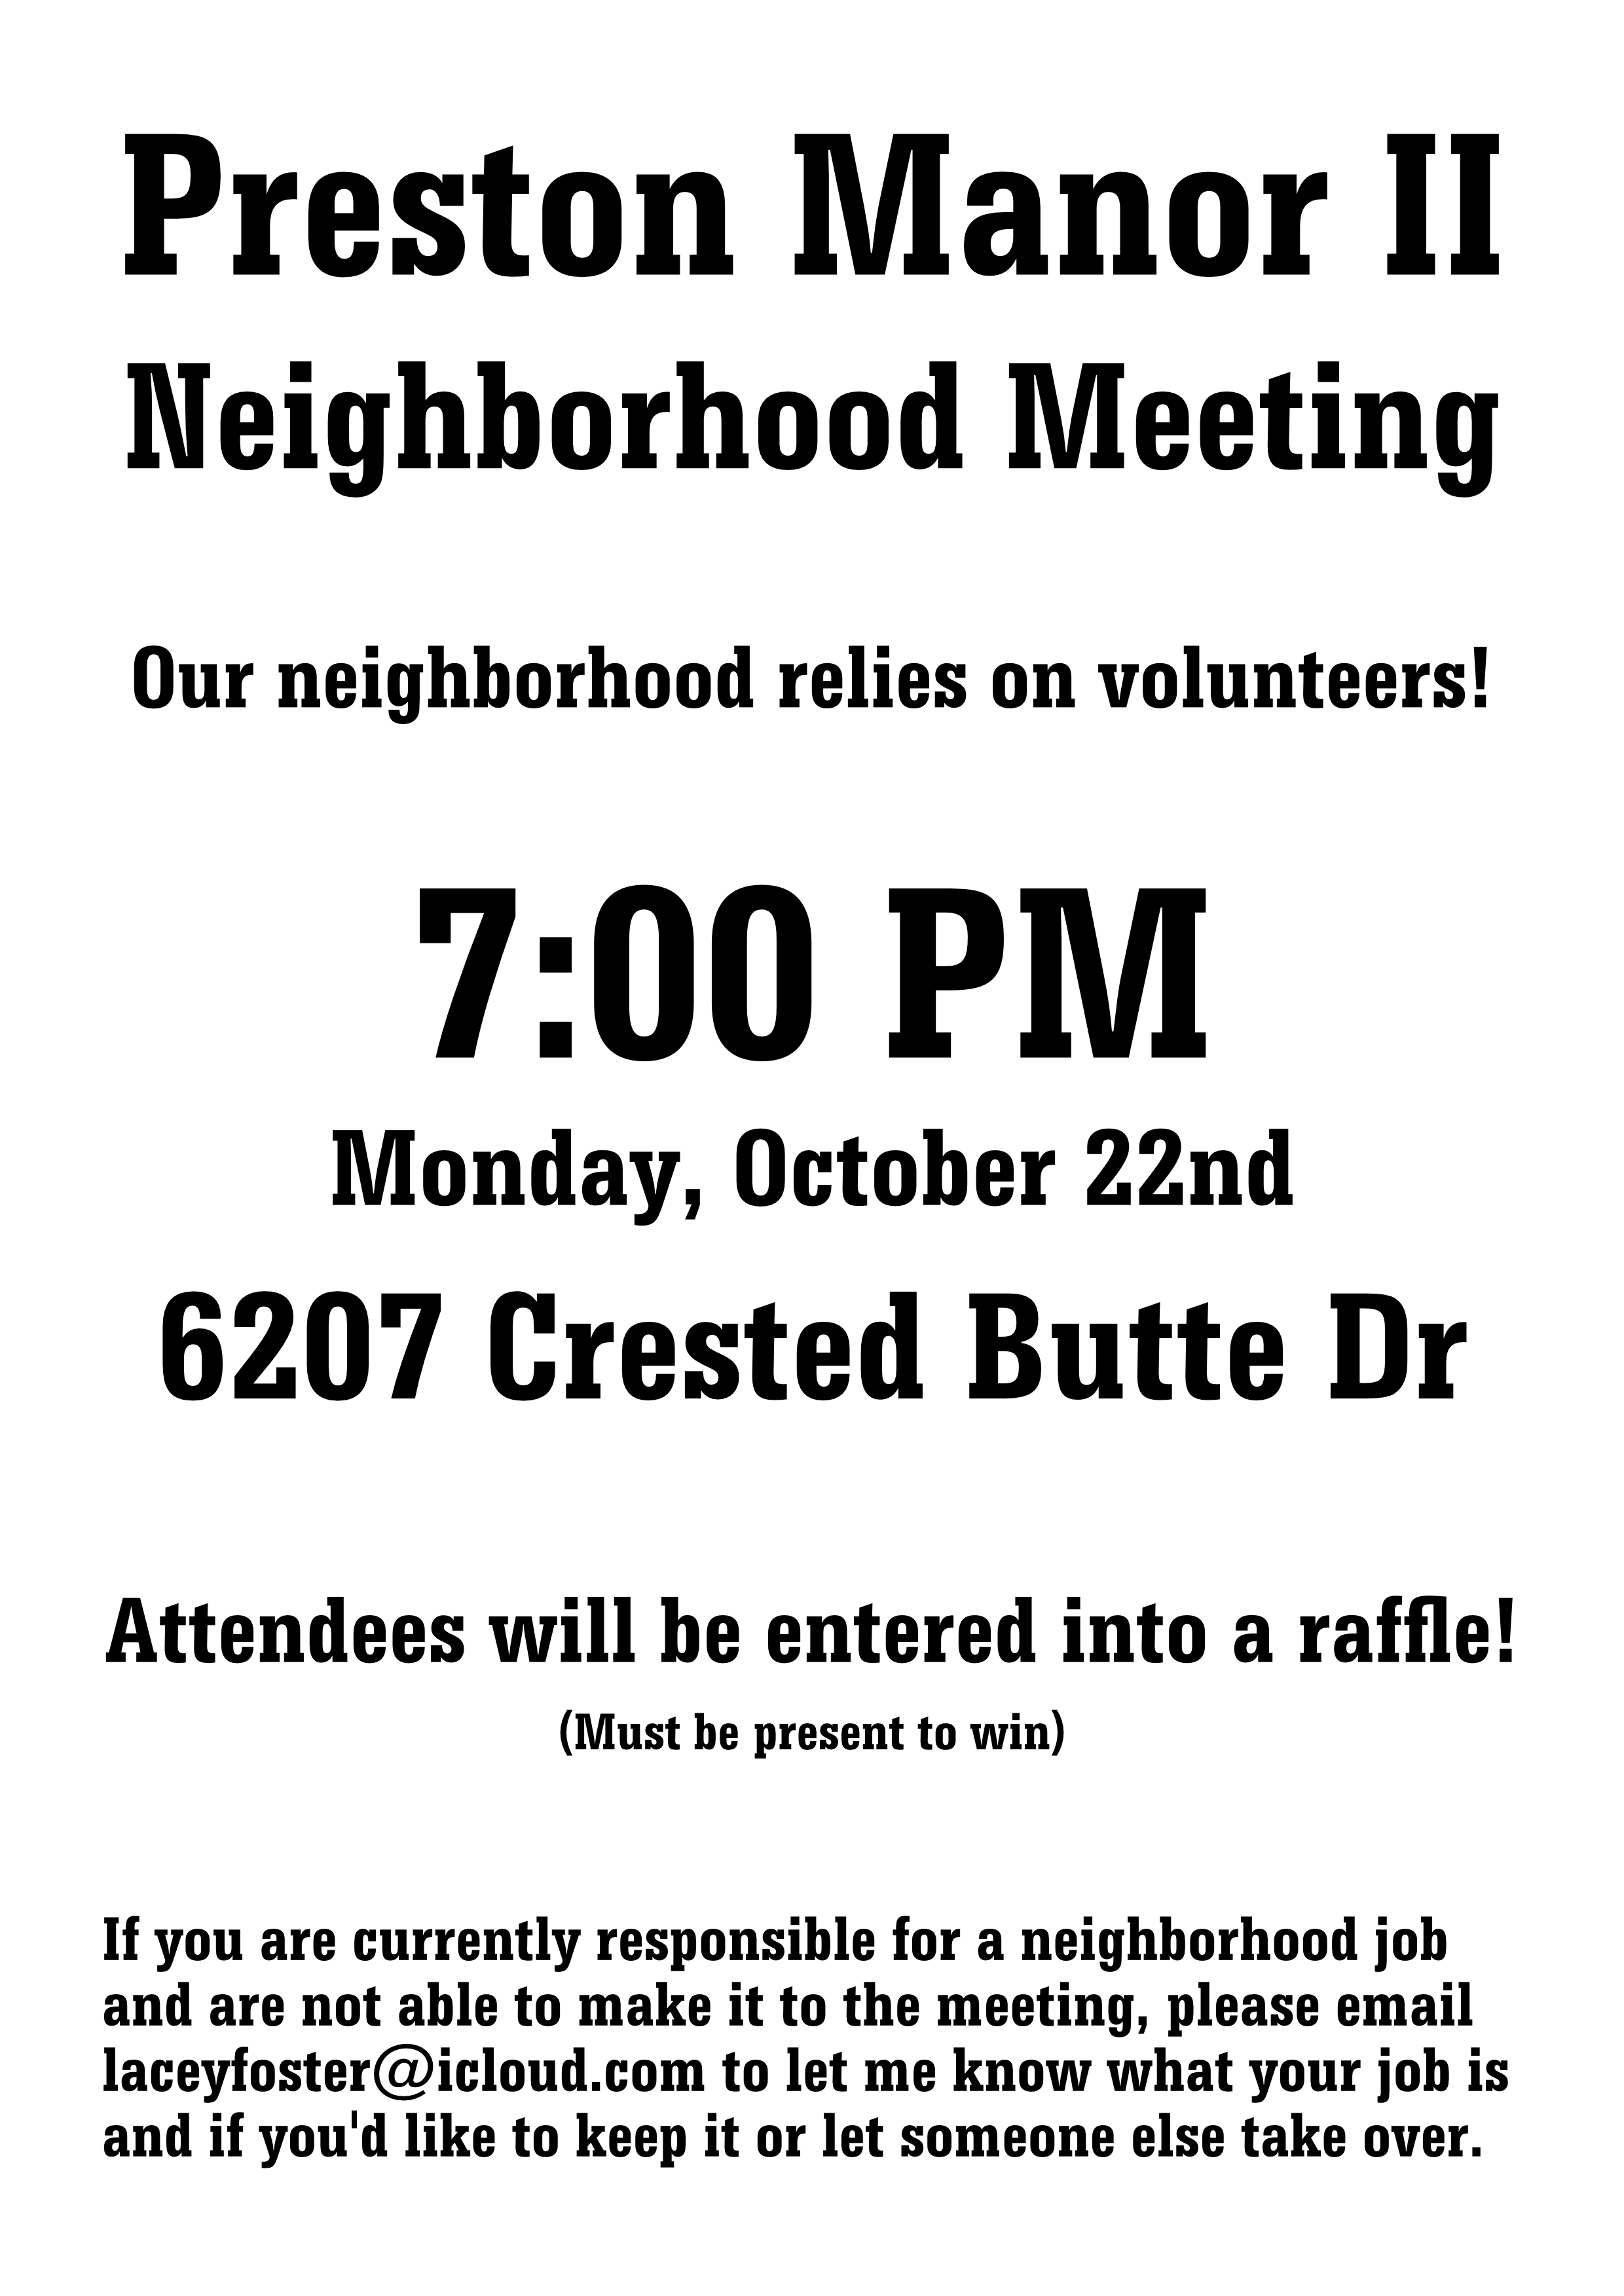 Preston Manor II
Neighborhood Meeting
Our neighborhood relies on volunteers!
7:00 PM
Monday, October 22nd
6207 Crested Butte Dr
Attendees will be entered into a raffle!
(Must be present to win)
If you are currently responsible for a neighborhood job
and are not able to make it to the meeting, please email
laceyfoster@icloud.com to let me know what your job is
and if you'd like to keep it or let someone else take over.